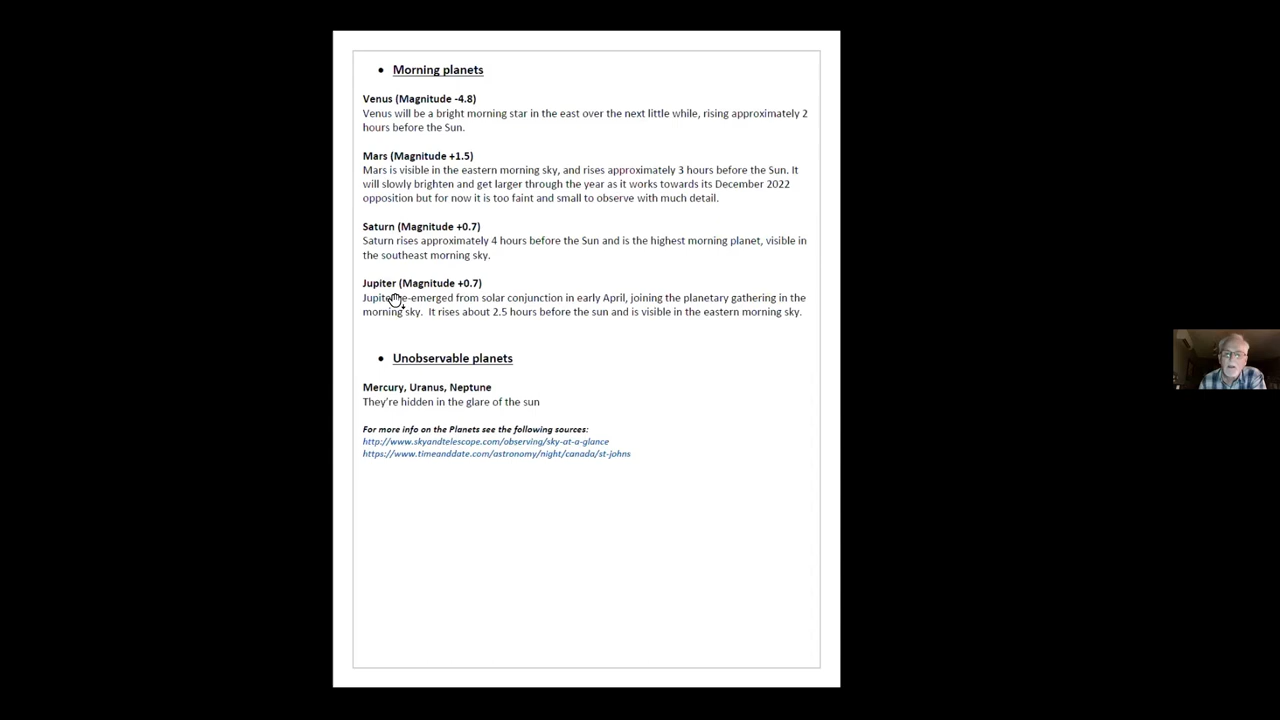 • Morning planets
Venus (Magnitude -4.8)
Venus will be a bright morning star in the east over the next little while, rising approximately 2
hours before the Sun.
Mars (Magnitude +1.5)
Mars is visible in the eastern morning sky, and rises approximately 3 hours before the Sun. It
will slowly brighten and get larger through the year as it works towards its December 2022
opposition but for now it is too faint and small to observe with much detail.
Saturn (Magnitude +0.7)
Saturn rises approximately 4 hours before the Sun and is the highest morning planet, visible in
the southeast morning sky.
Jupiter (Magnitude +0.7)
Jupiter re-emerged from solar conjunction in early April, joining the planetary gathering in the
morning sky.  It rises about 2.5 hours before the sun and is visible in the eastern morning sky.
• Unobservable planets
Mercury, Uranus, Neptune
They're hidden in the glare of the sun
For more info on the Planets see the following sources:
http://www.skyandtelescope.com/observing/sky-at-a-glance
https://www.timeanddate.com/astronomy/night/canada/st-johns